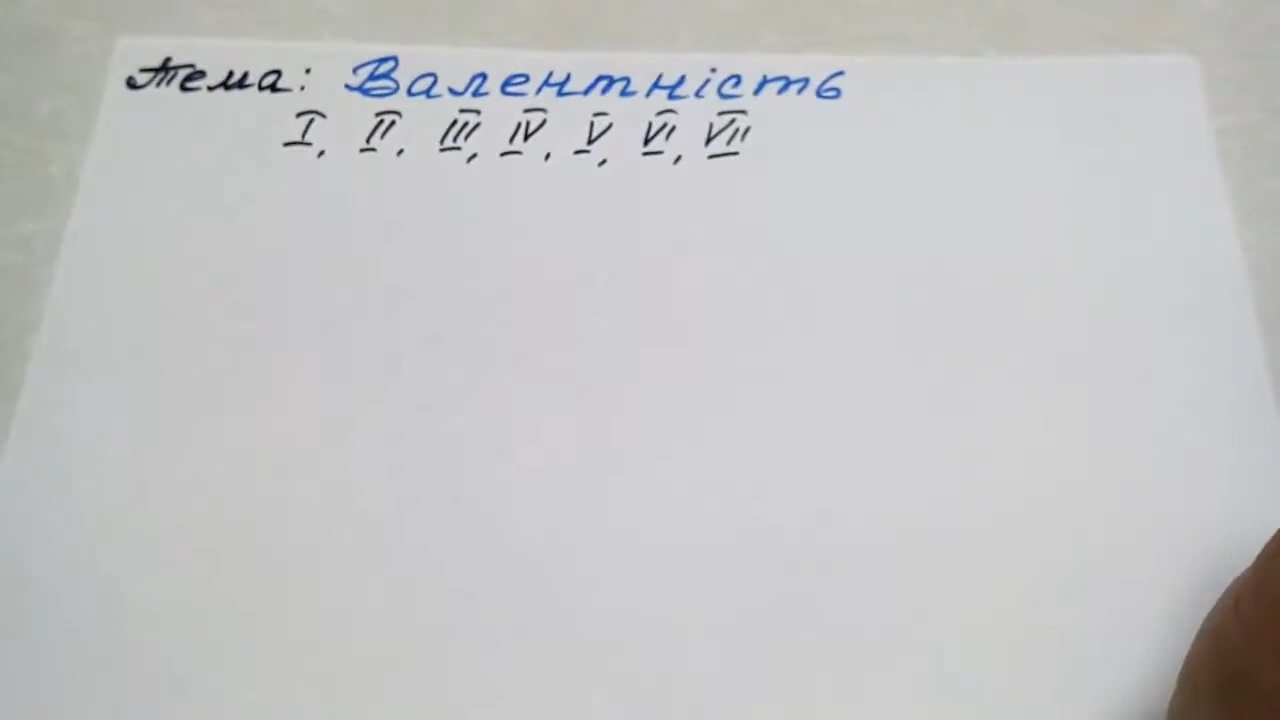 Тема: Валентність
I, II, III, IV, V, VI, VII